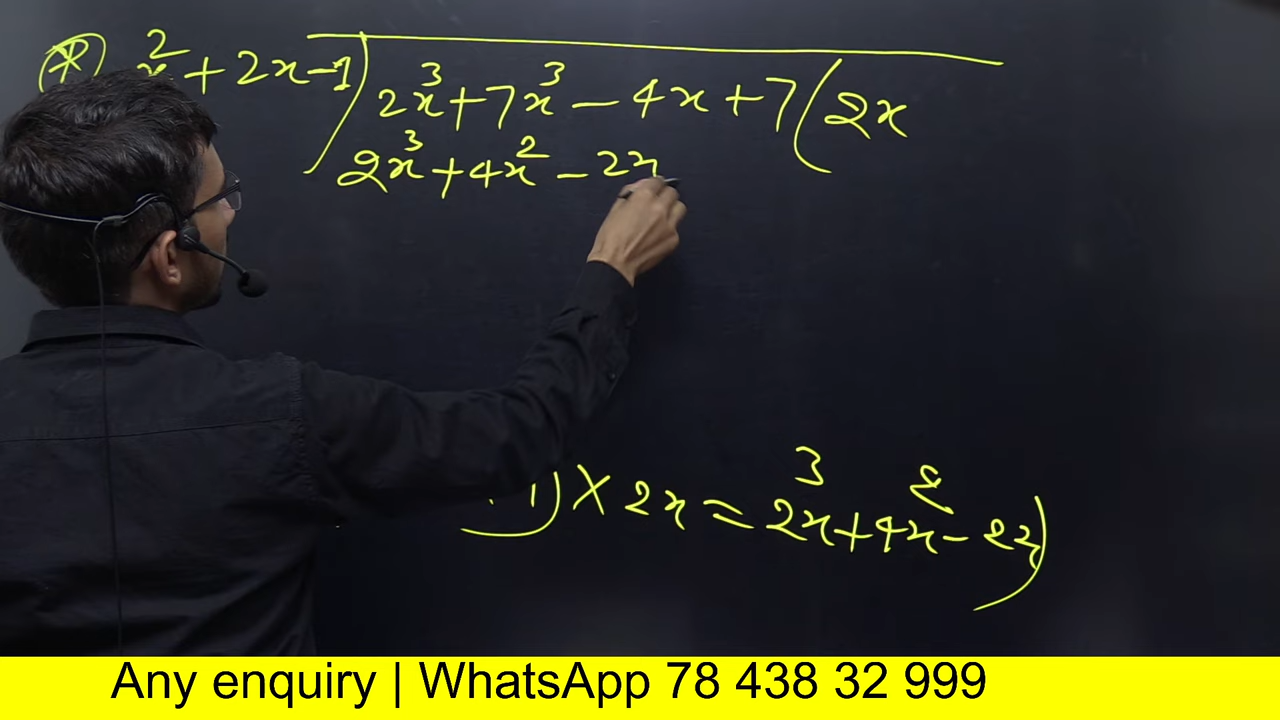 (*) x² + 2x - 1 ) 2x³ + 7x³ - 4x + 7 ( 2x
2x³ + 4x² - 2x
1) × 2x = 2x³ + 4x² - 2x)
Any enquiry | WhatsApp 78 438 32 999